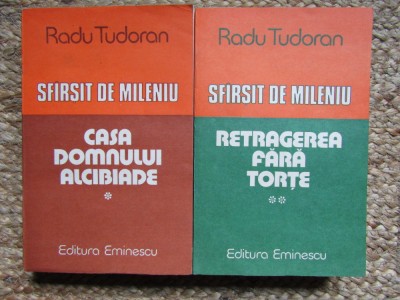 Radu Tudoran
SFIRSIT DE MILENIU
CASA
DOMNULUI
ALCIBIADE
*
Editura Eminescu
Radu Tudoran
SFIRSIT DE MILENIU
RETRAGEREA
FĂRĂ
TORȚE
* *
Editura Eminescu